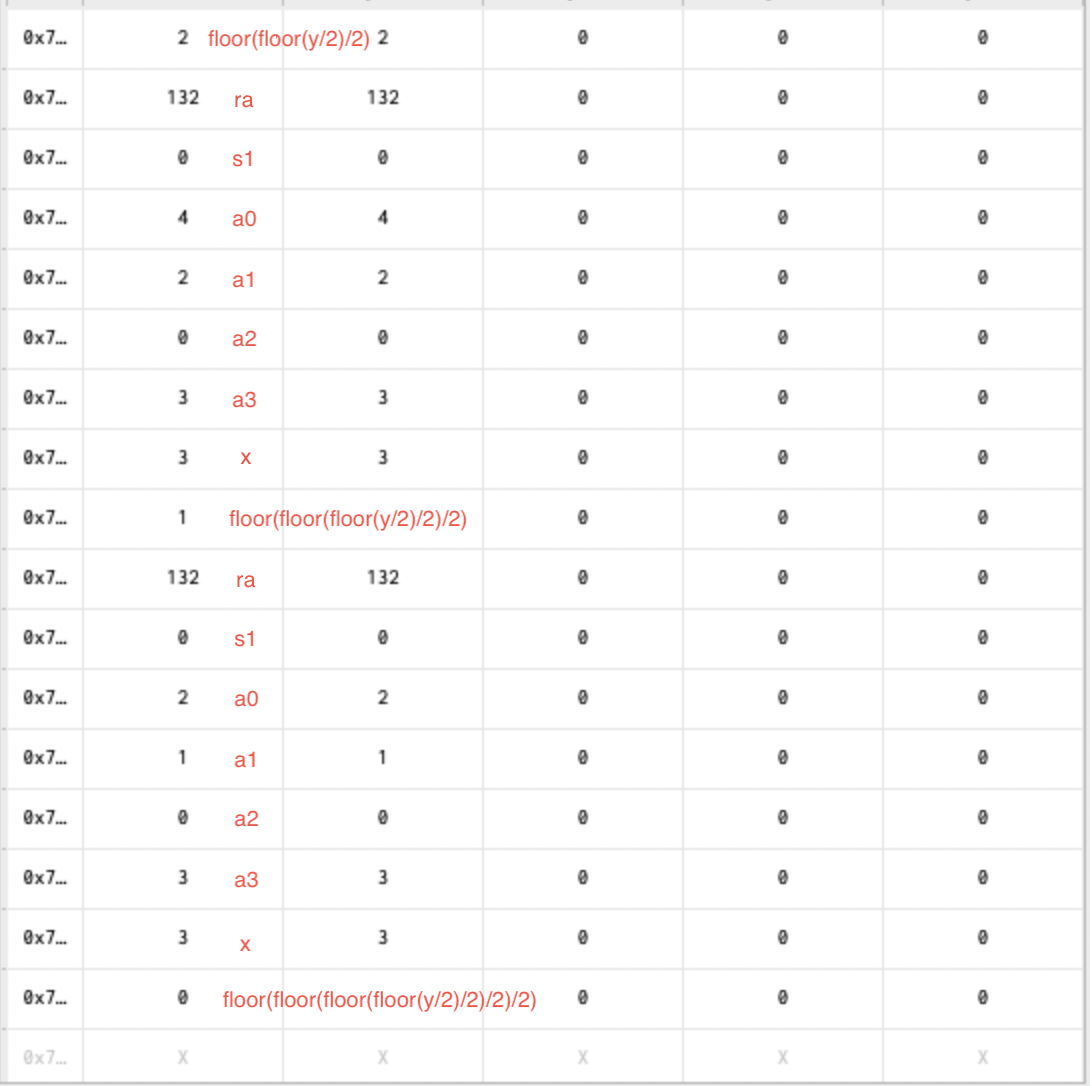 0x7… 2 floor(floor(y/2)/2) 2 0 0 0
0x7… 132 ra 132 0 0 0
0x7… 0 s1 0 0 0 0
0x7… 4 a0 4 0 0 0
0x7… 2 a1 2 0 0 0
0x7… 0 a2 0 0 0 0
0x7… 3 a3 3 0 0 0
0x7… 3 x 3 0 0 0
0x7… 1 floor(floor(floor(y/2)/2)/2) 0 0 0
0x7… 132 ra 132 0 0 0
0x7… 0 s1 0 0 0 0
0x7… 2 a0 2 0 0 0
0x7… 1 a1 1 0 0 0
0x7… 0 a2 0 0 0 0
0x7… 3 a3 3 0 0 0
0x7… 3 x 3 0 0 0
0x7… 0 floor(floor(floor(floor(y/2)/2)/2)/2) 0 0 0
0x7… X X X X X